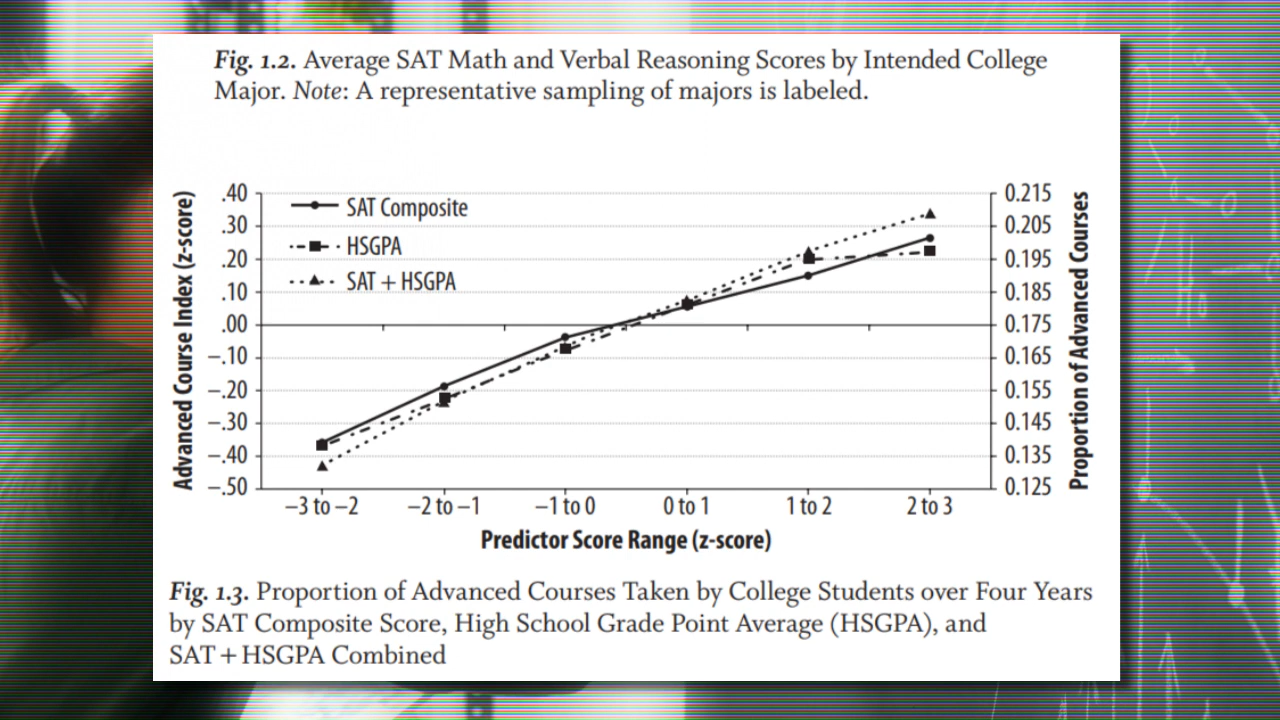 Fig. 1.2. Average SAT Math and Verbal Reasoning Scores by Intended College
Major. Note: A representative sampling of majors is labeled.
Advanced Course Index (z-score)
.40
.30
.20
.10
.00
–.10
–.20
–.30
–.40
–.50
SAT Composite
HSGPA
SAT + HSGPA
0.215
0.205
0.195
0.185
0.175
0.165
0.155
0.145
0.135
0.125
Proportion of Advanced Courses
–3 to –2 –2 to –1 –1 to 0 0 to 1 1 to 2 2 to 3
Predictor Score Range (z-score)
Fig. 1.3. Proportion of Advanced Courses Taken by College Students over Four Years
by SAT Composite Score, High School Grade Point Average (HSGPA), and
SAT + HSGPA Combined